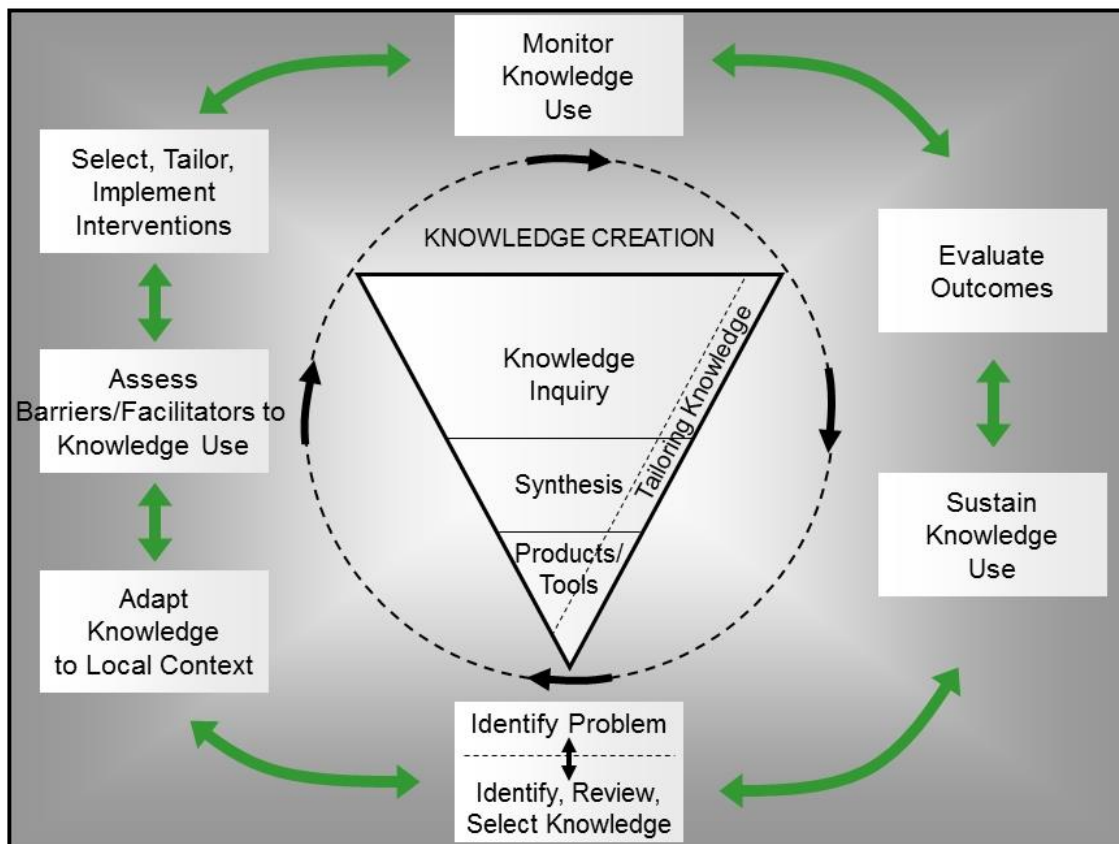 Monitor
Knowledge
Use
Select, Tailor,
Implement
Interventions
KNOWLEDGE CREATION
Evaluate
Outcomes
Knowledge
Inquiry
Tailoring Knowledge
Assess
Barriers/Facilitators to
Knowledge Use
Synthesis
Sustain
Knowledge
Use
Products/
Tools
Adapt
Knowledge
to Local Context
Identify Problem
Identify, Review,
Select Knowledge